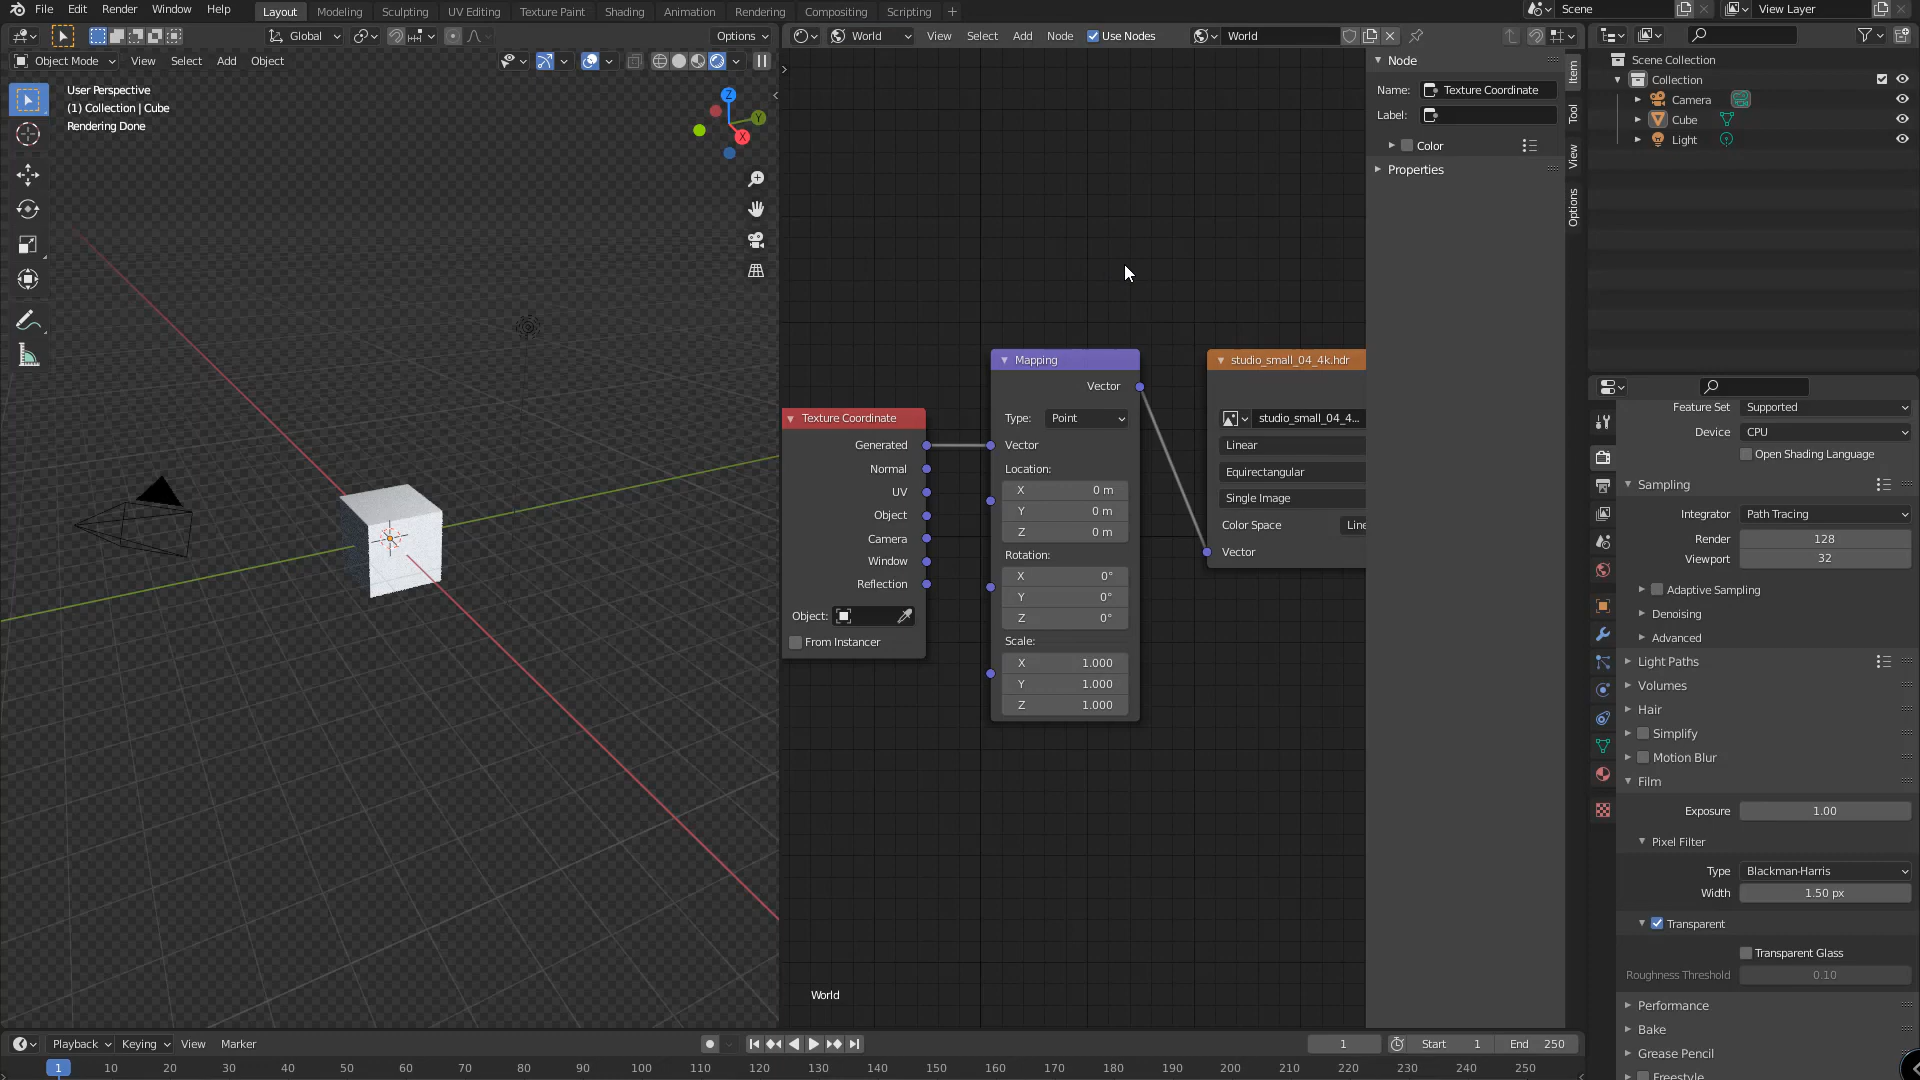 File Edit Render Window Help Layout Modeling Sculpting UV Editing Texture Paint Shading Animation Rendering Compositing Scripting + Scene View Layer
Global Options
Object Mode View Select Add Object
User Perspective
(1) Collection | Cube
Rendering Done
Z
Y
X
World View Select Add Node Use Nodes World
Texture Coordinate
Generated
Normal
UV
Object
Camera
Window
Reflection
Object:
From Instancer
Mapping
Vector
Type: Point
Vector
Location:
X 0 m
Y 0 m
Z 0 m
Rotation:
X 0°
Y 0°
Z 0°
Scale:
X 1.000
Y 1.000
Z 1.000
studio_small_04_4k.hdr
studio_small_04_4...
Linear
Equirectangular
Single Image
Color Space Line
Vector
World
Node
Name: Texture Coordinate
Label:
Color
Properties
Item
Tool
View
Options
Scene Collection
Collection
Camera
Cube
Light
Feature Set Supported
Device CPU
Open Shading Language
Sampling
Integrator Path Tracing
Render 128
Viewport 32
Adaptive Sampling
Denoising
Advanced
Light Paths
Volumes
Hair
Simplify
Motion Blur
Film
Exposure 1.00
Pixel Filter
Type Blackman-Harris
Width 1.50 px
Transparent
Transparent Glass
Roughness Threshold 0.10
Performance
Bake
Grease Pencil
Freestyle
Playback Keying View Marker 1 Start 1 End 250
1 10 20 30 40 50 60 70 80 90 100 110 120 130 140 150 160 170 180 190 200 210 220 230 240 250